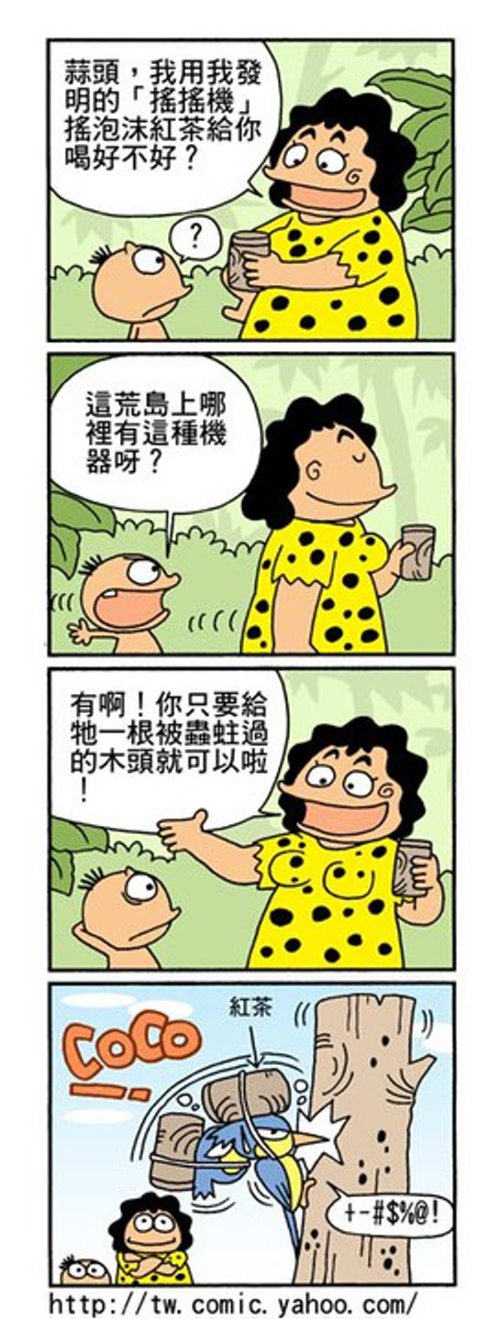 蒜頭，我用我發
明的「搖搖機」
搖泡沫紅茶給你
喝好不好？
?
這荒島上哪
裡有這種機
器呀？
有啊！你只要給
牠一根被蟲蛀過
的木頭就可以啦
！
紅茶
COCO
+-#$%@!
http://tw.comic.yahoo.com/